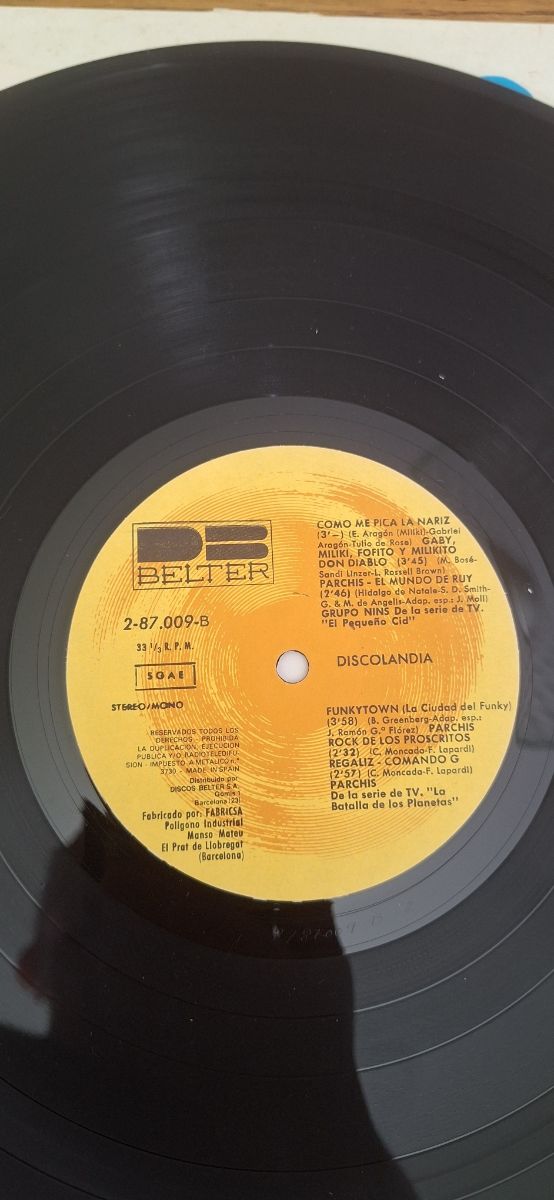 BELTER
2-87.009-B
33 1/3 R.P.M.
SGAE
STEREO/MONO
RESERVADOS TODOS LOS
DERECHOS - PROHIBIDA
LA DUPLICACION, EJECUCION
PUBLICA Y/O RADIOTELEDIFU-
SION - IMPUESTO A METALICO n.º
3730 - MADE IN SPAIN
Distribuido por
DISCOS BELTER S.A.
Barcelona (23)
Fabricado por: FABRICSA
Polígono Industrial
Manso Mateu
El Prat de Llobregat
(Barcelona)
COMO ME PICA LA NARIZ
(3'—) (E. Aragón (Miliki)-Gabriel
Aragón-Tulio de Rosa) GABY,
MILIKI, FOFITO Y MILIKITO
DON DIABLO (3'45) (M. Bosé-
Sandi Linzer-L. Rossell Brown)
PARCHIS - EL MUNDO DE RUY
(2'46) (Hidalgo de Natale-S. D. Smith-
G. & M. de Angelis-Adap. esp.: J. Moll)
GRUPO NINS De la serie de TV.
"El Pequeño Cid"
DISCOLANDIA
FUNKYTOWN (La Ciudad del Funky)
(3'58) (B. Greenberg-Adap. esp.:
J. Ramón G.ª Flórez) PARCHIS
ROCK DE LOS PROSCRITOS
(2'32) (C. Moncada-F. Lapardi)
REGALIZ - COMANDO G
(2'57) (C. Moncada-F. Lapardi)
PARCHIS
De la serie de TV. "La
Batalla de los Planetas"